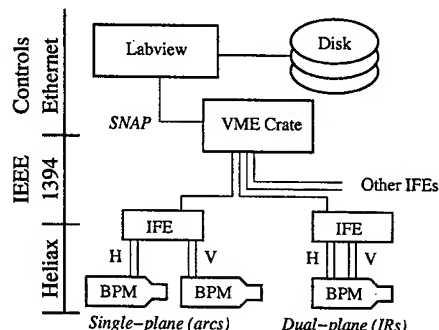 Controls
Ethernet
Labview
Disk
SNAP
VME Crate
IEEE
1394
Other IFEs
IFE
IFE
Heliax
H
V
H
V
BPM
BPM
BPM
Single-plane (arcs)
Dual-plane (IRs)